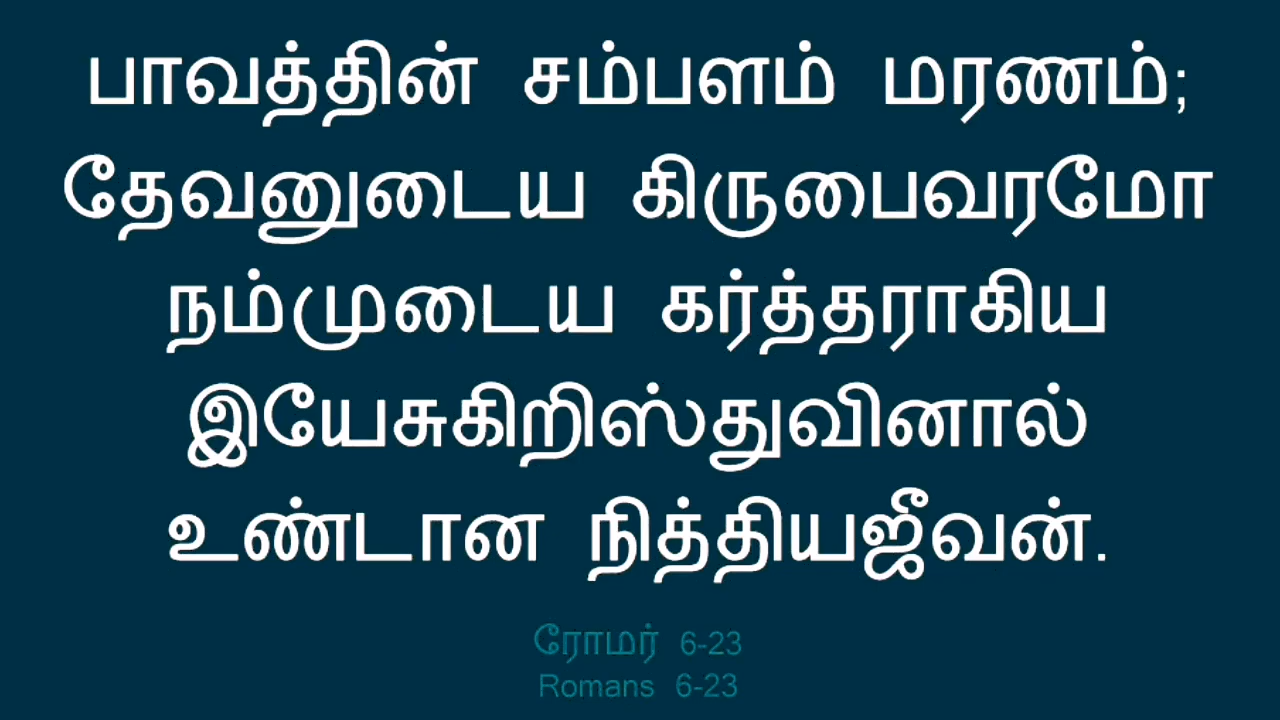 பாவத்தின் சம்பளம் மரணம்;
தேவனுடைய கிருபைவரமோ
நம்முடைய கர்த்தராகிய
இயேசுகிறிஸ்துவினால்
உண்டான நித்தியஜீவன்.
ரோமர் 6-23
Romans 6-23